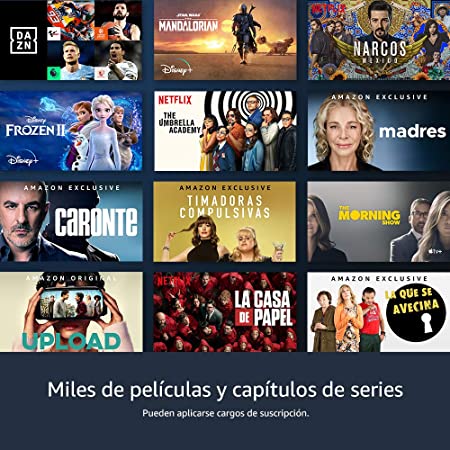 DA
ZN
STAR WARS
THE
MANDALORIAN
Disney+
NETFLIX
NARCOS
MEXICO
Disney
FROZEN II
Disney+
NETFLIX
THE
UMBRELLA
ACADEMY
AMAZON EXCLUSIVE
madres
AMAZON EXCLUSIVE
CARONTE
AMAZON EXCLUSIVE
TIMADORAS
COMPULSIVAS
THE
MORNING
SHOW
tv+
AMAZON ORIGINAL
UPLOAD
NETFLIX
LA CASA
DE PAPEL
AMAZON EXCLUSIVE
LA QUE SE
AVECINA
Miles de películas y capítulos de series
Pueden aplicarse cargos de suscripción.